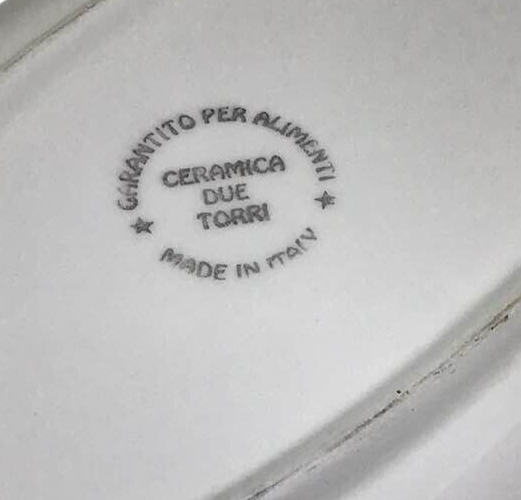 GARANTITO PER ALIMENTI
CERAMICA
DUE
TORRI
MADE IN ITALY